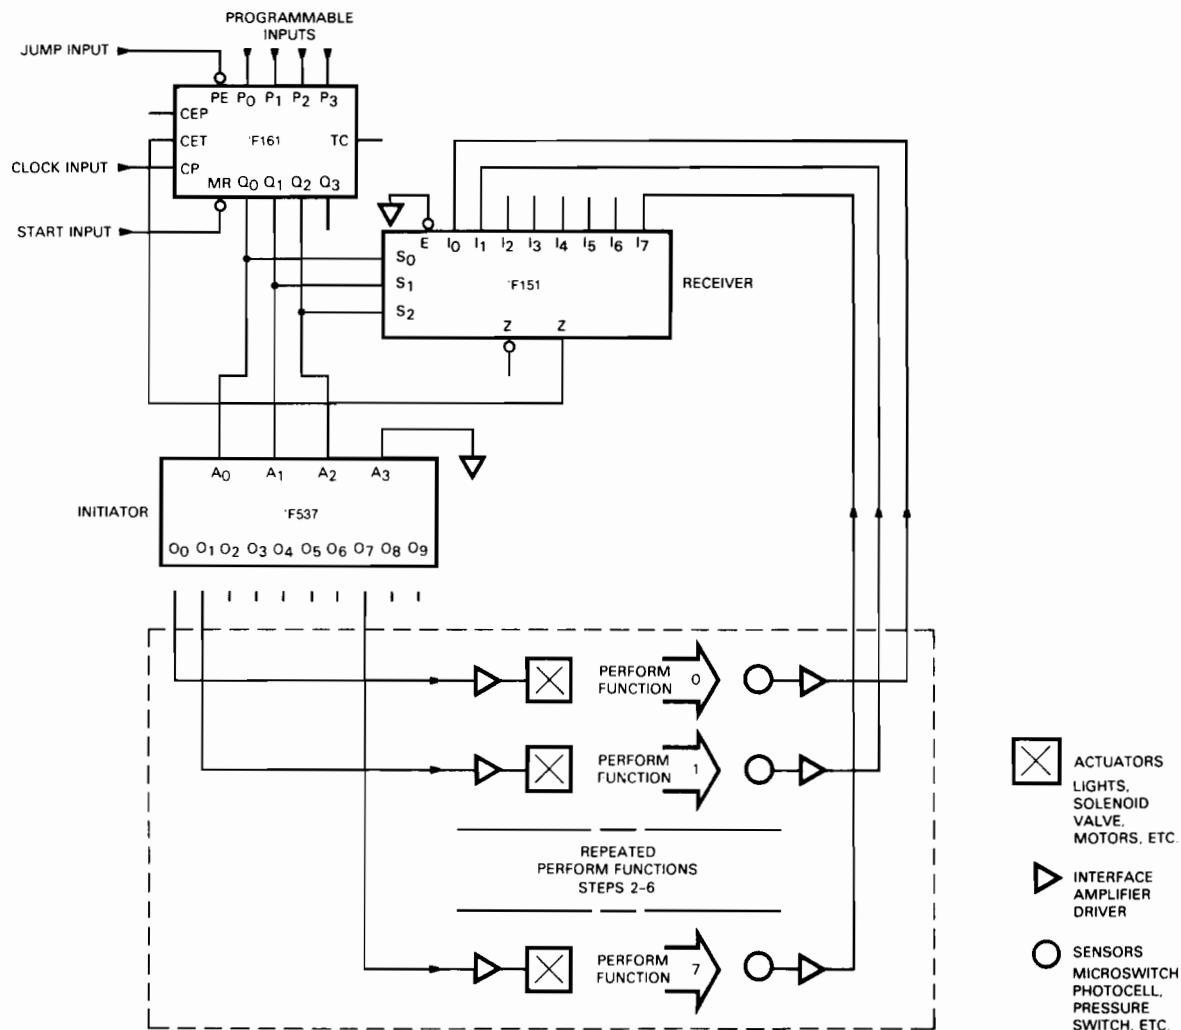 PROGRAMMABLE
INPUTS
JUMP INPUT
PE P0 P1 P2 P3
CEP
CET
'F161
TC
CLOCK INPUT
CP
MR Q0 Q1 Q2 Q3
START INPUT
E I0 I1 I2 I3 I4 I5 I6 I7
S0
S1
'F151
RECEIVER
S2
Z Z
A0 A1 A2 A3
INITIATOR
'F537
O0 O1 O2 O3 O4 O5 O6 O7 O8 O9
PERFORM
FUNCTION
0
PERFORM
FUNCTION
1
REPEATED
PERFORM FUNCTIONS
STEPS 2-6
PERFORM
FUNCTION
7
ACTUATORS
LIGHTS,
SOLENOID
VALVE,
MOTORS, ETC.
INTERFACE
AMPLIFIER
DRIVER
SENSORS
MICROSWITCH
PHOTOCELL,
PRESSURE
SWITCH, ETC.